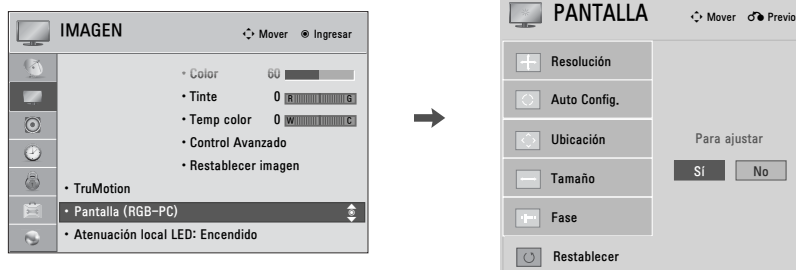 IMAGEN
Mover Ingresar
• Color 60
• Tinte 0 R G
• Temp color 0 W C
• Control Avanzado
• Restablecer imagen
• TruMotion
• Pantalla (RGB-PC)
• Atenuación local LED: Encendido
PANTALLA
Mover Previo
Resolución
Auto Config.
Ubicación
Tamaño
Fase
Restablecer
Para ajustar
Sí No